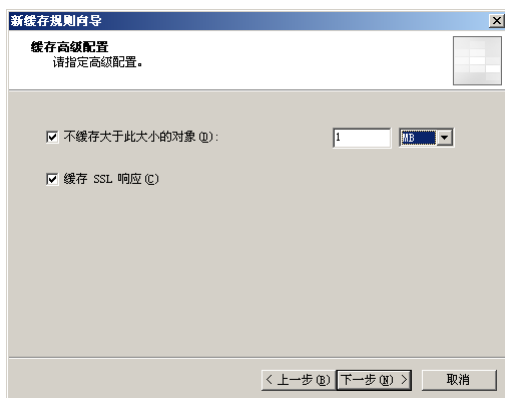 新缓存规则向导
缓存高级配置
请指定高级配置。
不缓存大于此大小的对象(D): 1 MB
缓存 SSL 响应(C)
< 上一步(B) 下一步(N) > 取消